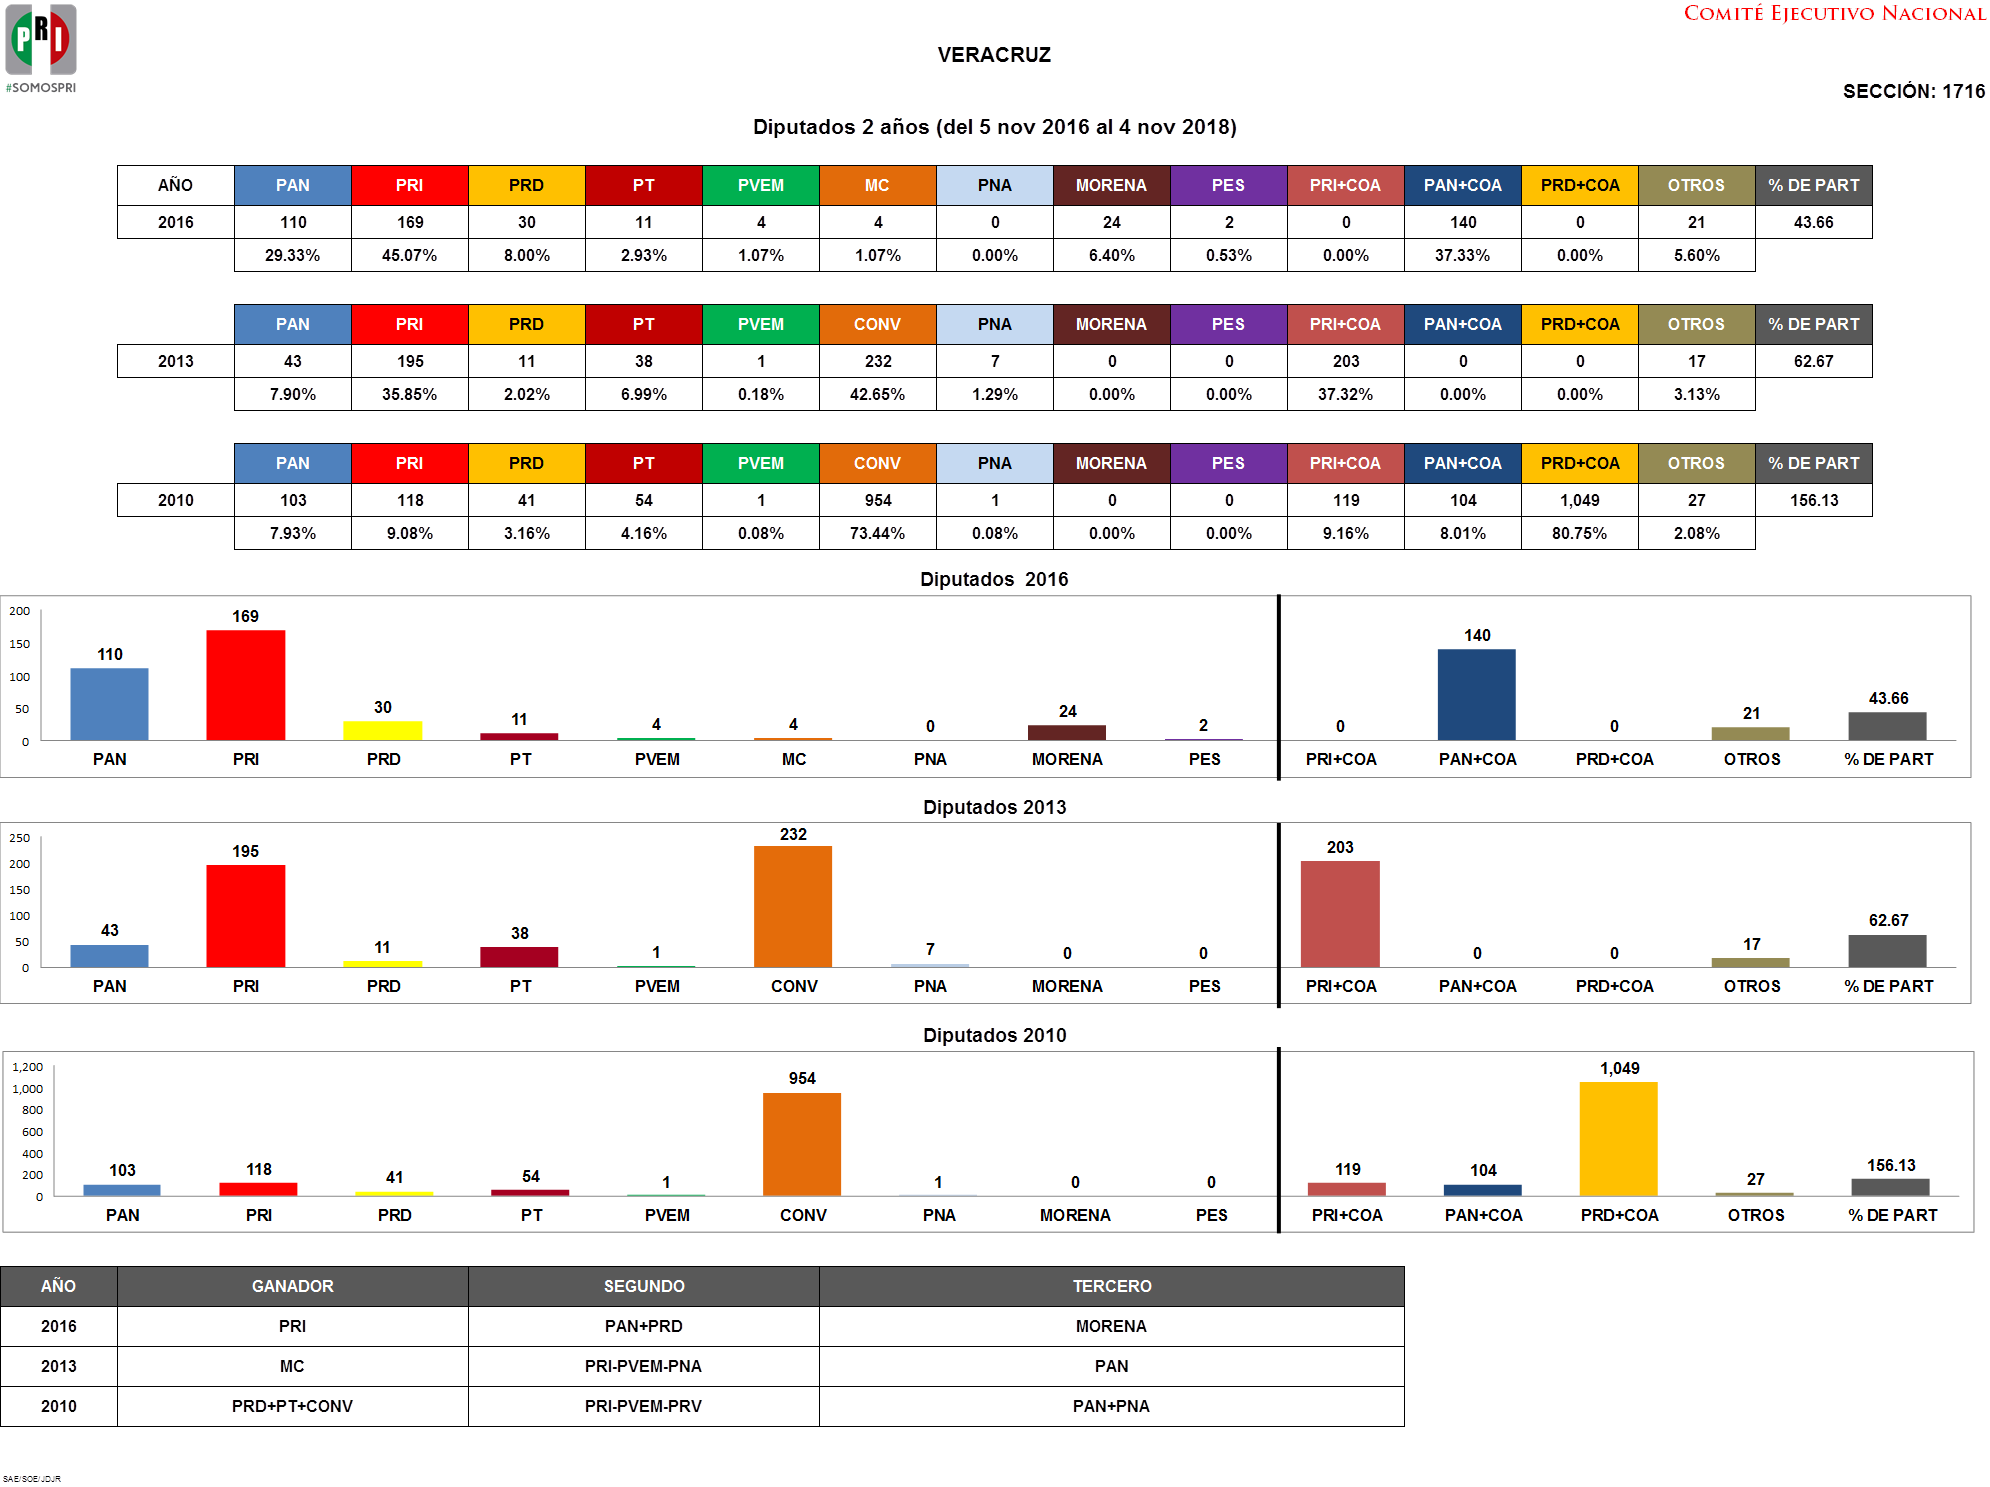 PRI
#SOMOSPRI
COMITÉ EJECUTIVO NACIONAL
VERACRUZ
SECCIÓN: 1716
Diputados 2 años (del 5 nov 2016 al 4 nov 2018)
AÑO PAN PRI PRD PT PVEM MC PNA MORENA PES PRI+COA PAN+COA PRD+COA OTROS % DE PART
2016 110 169 30 11 4 4 0 24 2 0 140 0 21 43.66
29.33% 45.07% 8.00% 2.93% 1.07% 1.07% 0.00% 6.40% 0.53% 0.00% 37.33% 0.00% 5.60%
PAN PRI PRD PT PVEM CONV PNA MORENA PES PRI+COA PAN+COA PRD+COA OTROS % DE PART
2013 43 195 11 38 1 232 7 0 0 203 0 0 17 62.67
7.90% 35.85% 2.02% 6.99% 0.18% 42.65% 1.29% 0.00% 0.00% 37.32% 0.00% 0.00% 3.13%
PAN PRI PRD PT PVEM CONV PNA MORENA PES PRI+COA PAN+COA PRD+COA OTROS % DE PART
2010 103 118 41 54 1 954 1 0 0 119 104 1,049 27 156.13
7.93% 9.08% 3.16% 4.16% 0.08% 73.44% 0.08% 0.00% 0.00% 9.16% 8.01% 80.75% 2.08%
Diputados 2016
200
150
100
50
0
110 169 30 11 4 4 0 24 2 0 140 0 21 43.66
PAN PRI PRD PT PVEM MC PNA MORENA PES PRI+COA PAN+COA PRD+COA OTROS % DE PART
Diputados 2013
250
200
150
100
50
0
43 195 11 38 1 232 7 0 0 203 0 0 17 62.67
PAN PRI PRD PT PVEM CONV PNA MORENA PES PRI+COA PAN+COA PRD+COA OTROS % DE PART
Diputados 2010
1,200
1,000
800
600
400
200
0
103 118 41 54 1 954 1 0 0 119 104 1,049 27 156.13
PAN PRI PRD PT PVEM CONV PNA MORENA PES PRI+COA PAN+COA PRD+COA OTROS % DE PART
AÑO GANADOR SEGUNDO TERCERO
2016 PRI PAN+PRD MORENA
2013 MC PRI-PVEM-PNA PAN
2010 PRD+PT+CONV PRI-PVEM-PRV PAN+PNA
SAE/SOE/JDJR